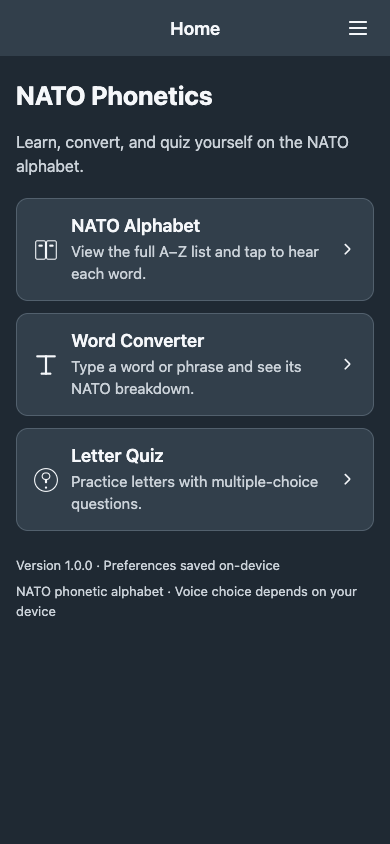 Home
NATO Phonetics
Learn, convert, and quiz yourself on the NATO
alphabet.
NATO Alphabet
View the full A–Z list and tap to hear
each word.
Word Converter
Type a word or phrase and see its
NATO breakdown.
Letter Quiz
Practice letters with multiple-choice
questions.
Version 1.0.0 · Preferences saved on-device
NATO phonetic alphabet · Voice choice depends on your
device